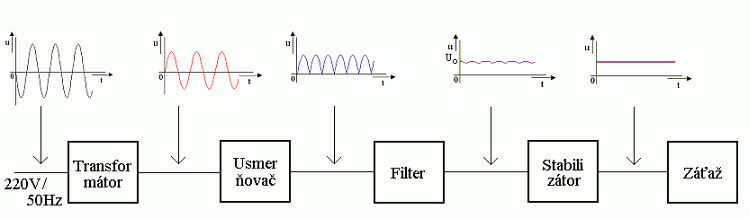 u
0
t
u
0
t
u
0
t
u
U₀
0
t
u
0
t
220V/
50Hz
Transfor
mátor
Usmer
ňovač
Filter
Stabili
zátor
Záťaž